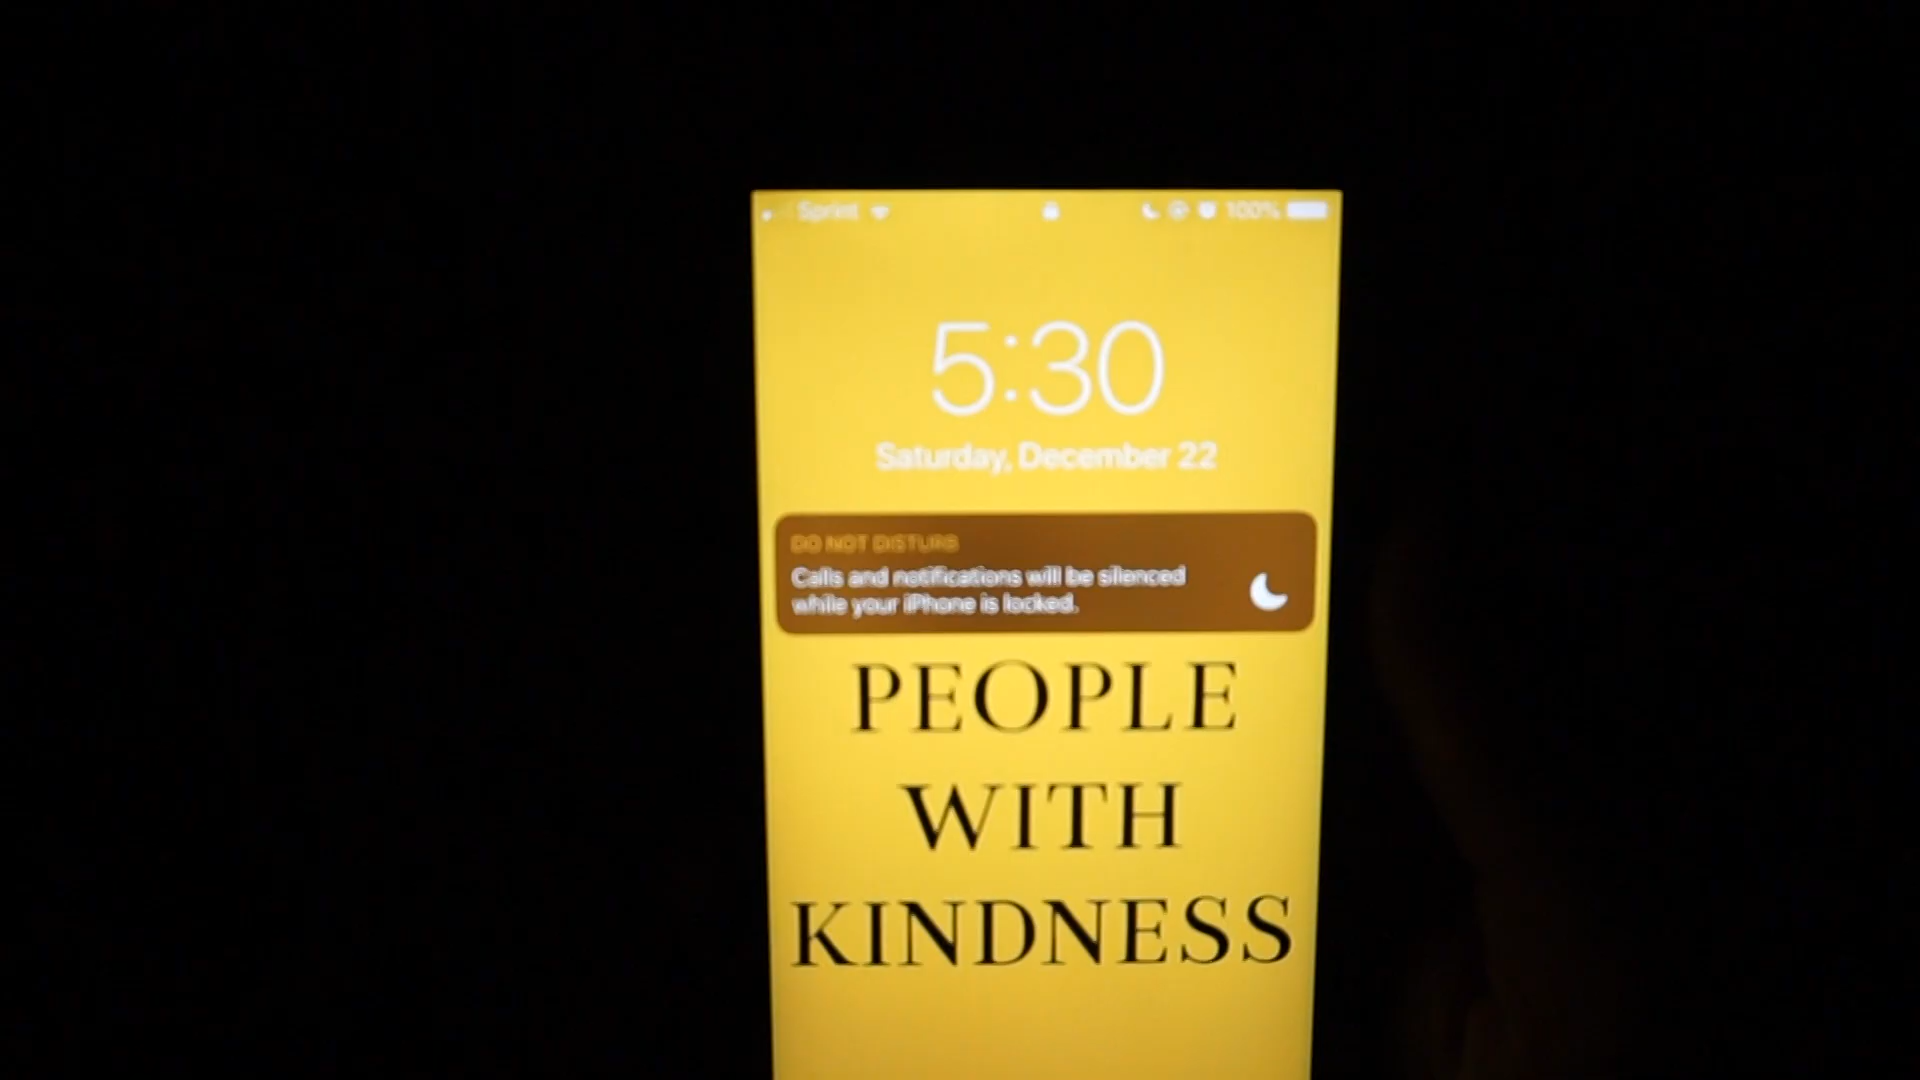 Sprint 100%
5:30
Saturday, December 22
DO NOT DISTURB
Calls and notifications will be silenced
while your iPhone is locked.
PEOPLE
WITH
KINDNESS